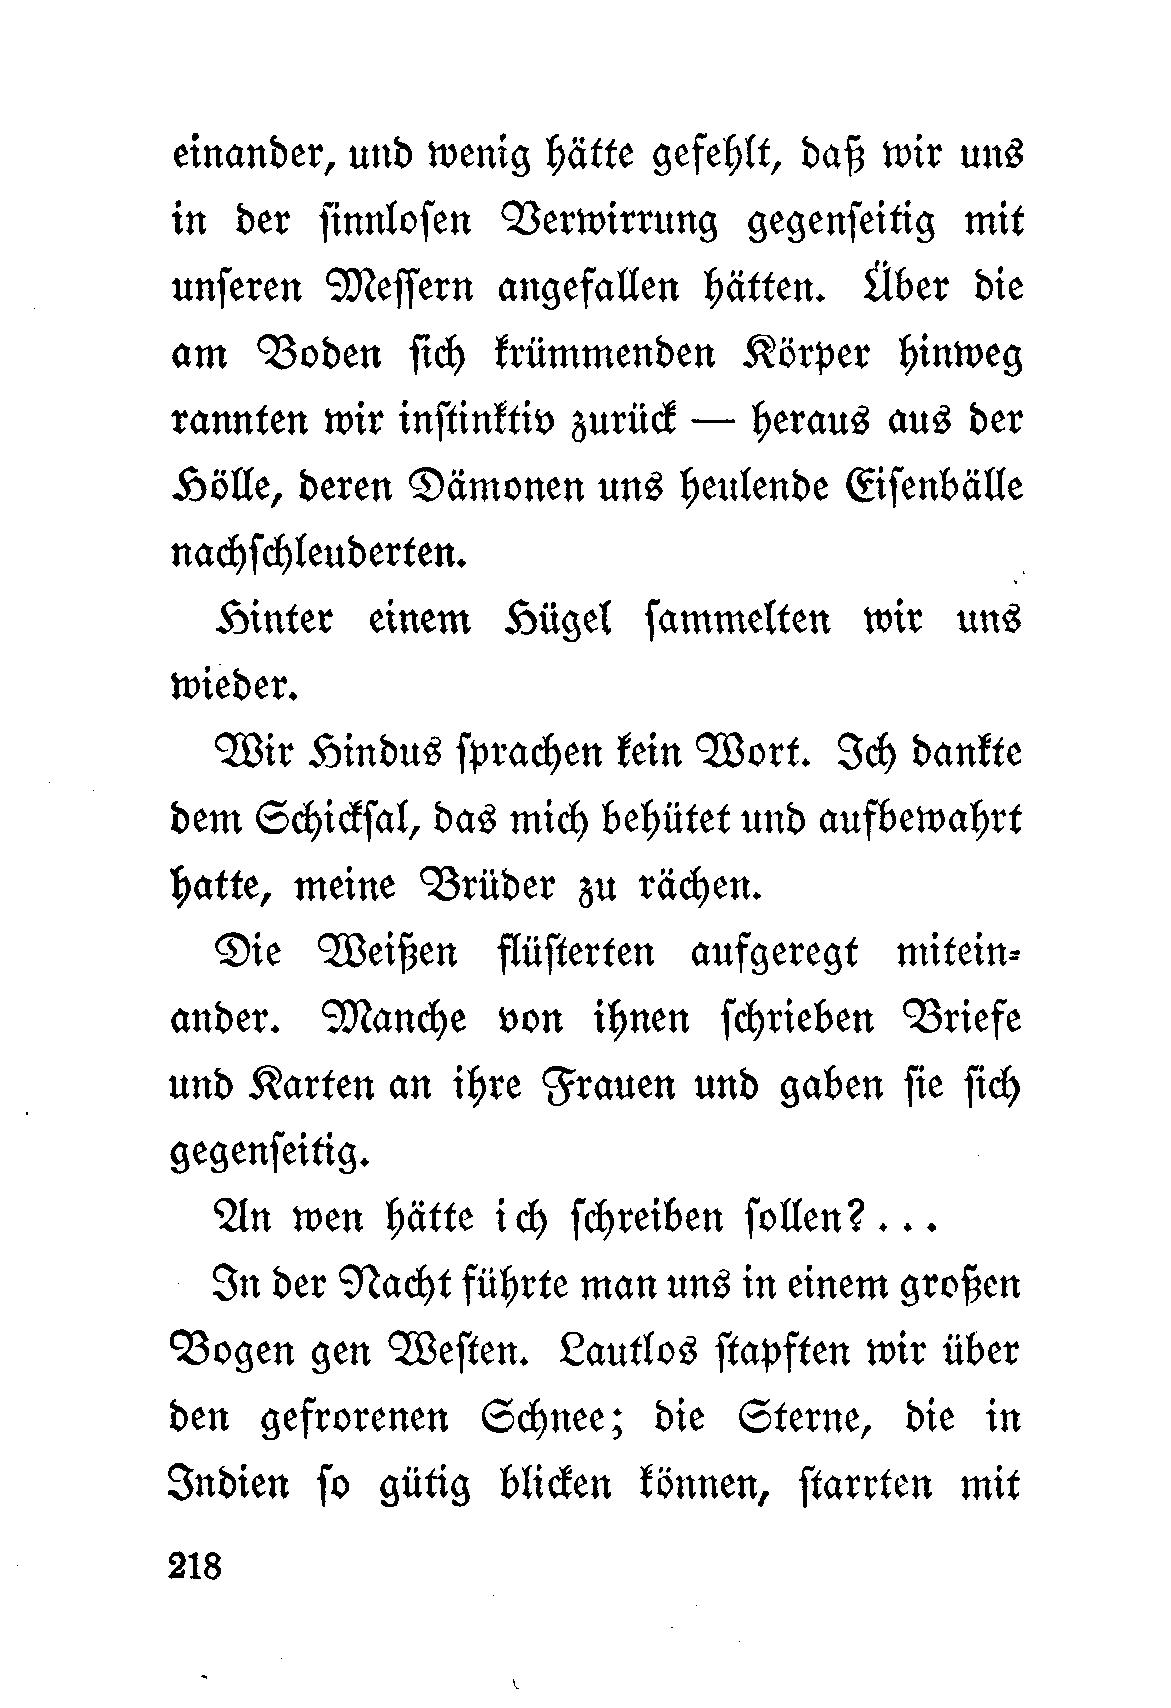 einander, und wenig hätte gefehlt, daß wir uns
in der ſinnloſen Verwirrung gegenſeitig mit
unſeren Meſſern angefallen hätten. Über die
am Boden ſich krümmenden Körper hinweg
rannten wir inſtinktiv zurück — heraus aus der
Hölle, deren Dämonen uns heulende Eiſenbälle
nachſchleuderten.
Hinter einem Hügel ſammelten wir uns
wieder.
Wir Hindus ſprachen kein Wort. Ich dankte
dem Schickſal, das mich behütet und aufbewahrt
hatte, meine Brüder zu rächen.
Die Weißen flüſterten aufgeregt mitein⸗
ander. Manche von ihnen ſchrieben Briefe
und Karten an ihre Frauen und gaben ſie ſich
gegenſeitig.
An wen hätte ich ſchreiben ſollen? . . .
In der Nacht führte man uns in einem großen
Bogen gen Weſten. Lautlos ſtapften wir über
den gefrorenen Schnee; die Sterne, die in
Indien ſo gütig blicken können, ſtarrten mit
218